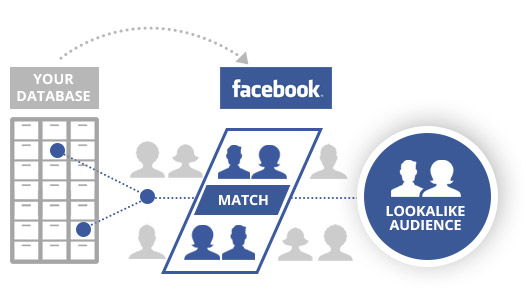 YOUR
DATABASE
facebook
MATCH
LOOKALIKE
AUDIENCE